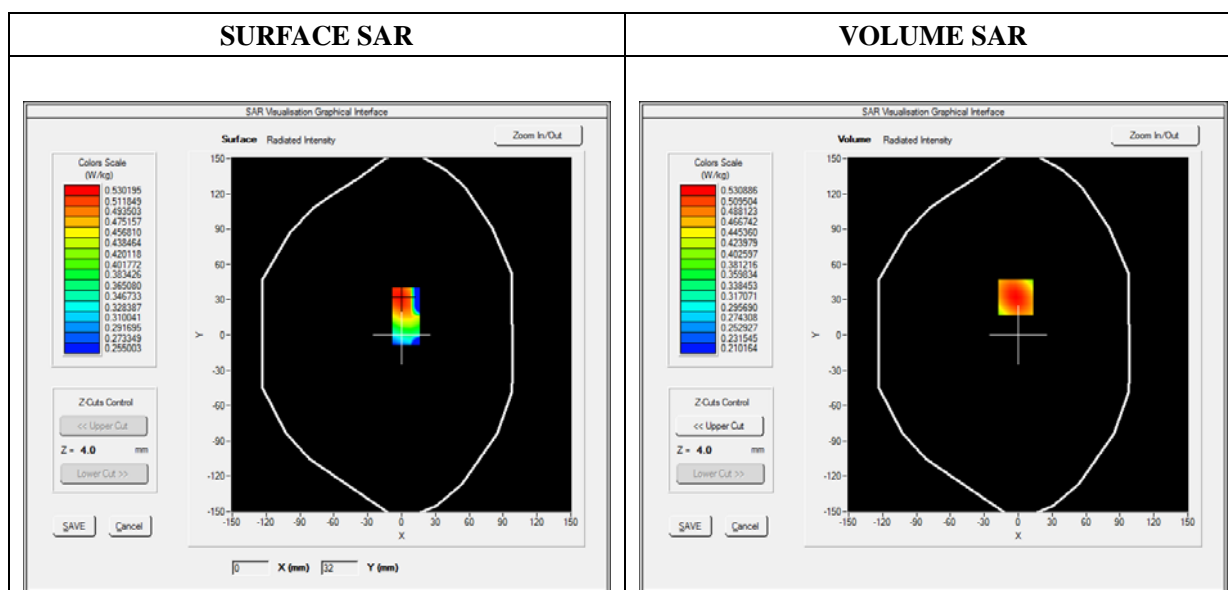 SURFACE SAR
VOLUME SAR
SAR Visualisation Graphical Interface
Surface Radiated Intensity
Zoom In/Out
Colors Scale
(W/kg)
0.530195
0.511849
0.493503
0.475157
0.456810
0.438464
0.420118
0.401772
0.383426
0.365080
0.346733
0.328387
0.310041
0.291695
0.273349
0.255003
Z-Cuts Control
<< Upper Cut
Z = 4.0 mm
Lower Cut >>
SAVE Cancel
150
120
90
60
30
0
-30
-60
-90
-120
-150
Y
-150 -120 -90 -60 -30 0 30 60 90 120 150
X
0 X (mm) 32 Y (mm)
SAR Visualisation Graphical Interface
Volume Radiated Intensity
Zoom In/Out
Colors Scale
(W/kg)
0.530886
0.509504
0.488123
0.466742
0.445360
0.423979
0.402597
0.381216
0.359834
0.338453
0.317071
0.295690
0.274308
0.252927
0.231545
0.210164
Z-Cuts Control
<< Upper Cut
Z = 4.0 mm
Lower Cut >>
SAVE Cancel
150
120
90
60
30
0
-30
-60
-90
-120
-150
Y
-150 -120 -90 -60 -30 0 30 60 90 120 150
X